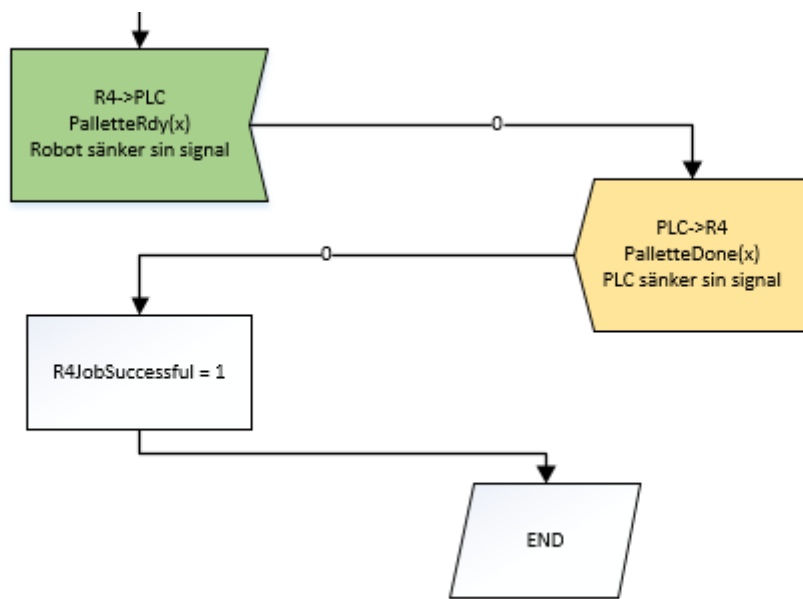 R4->PLC
PalletteRdy(x)
Robot sänker sin signal
0
PLC->R4
PalletteDone(x)
PLC sänker sin signal
0
R4JobSuccessful = 1
END